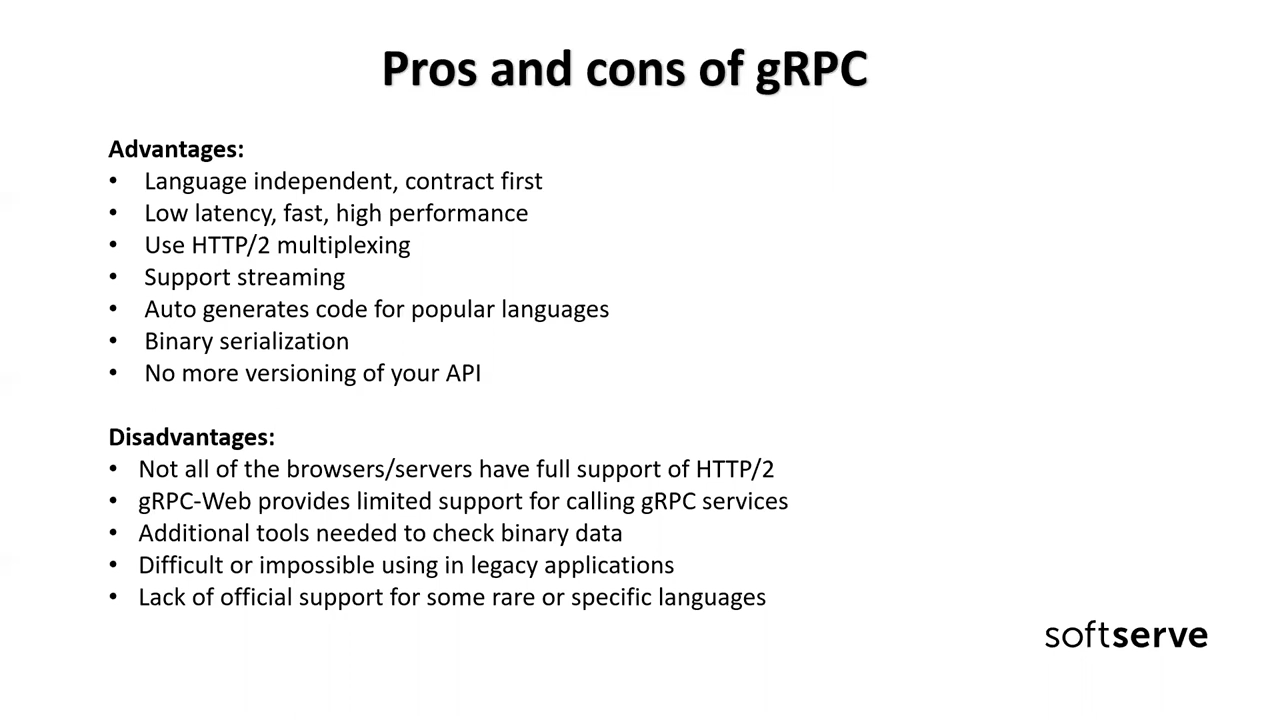 Pros and cons of gRPC
Advantages:
• Language independent, contract first
• Low latency, fast, high performance
• Use HTTP/2 multiplexing
• Support streaming
• Auto generates code for popular languages
• Binary serialization
• No more versioning of your API
Disadvantages:
• Not all of the browsers/servers have full support of HTTP/2
• gRPC-Web provides limited support for calling gRPC services
• Additional tools needed to check binary data
• Difficult or impossible using in legacy applications
• Lack of official support for some rare or specific languages
softserve